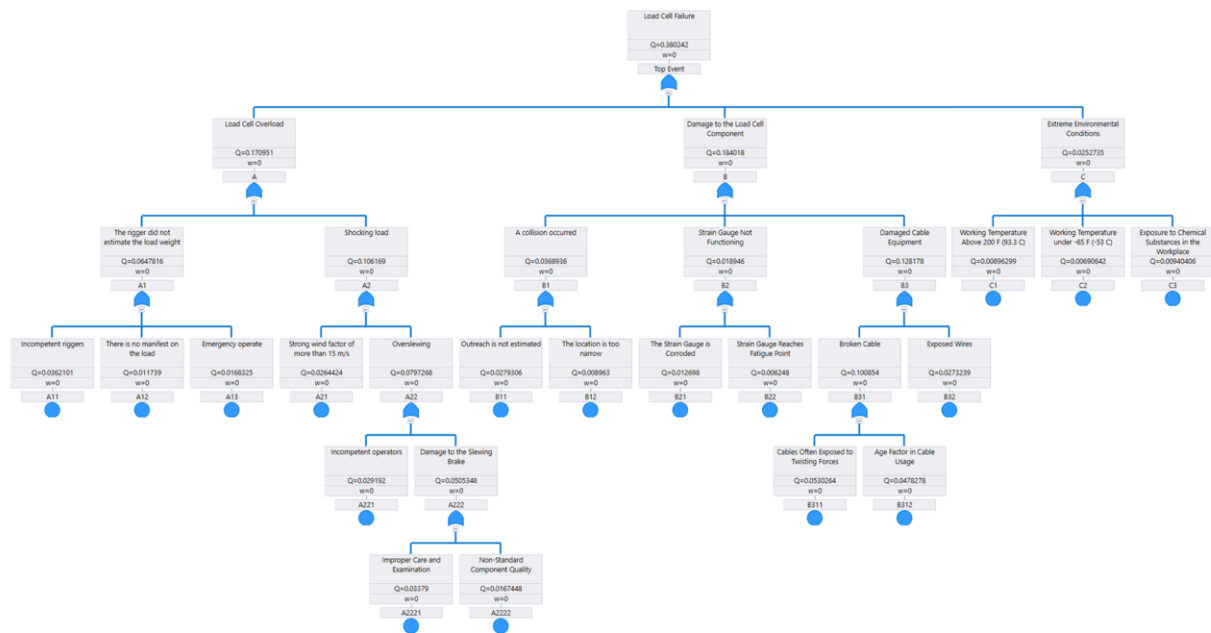 Load Cell Failure
Q=0.380242
w=0
Top Event
Load Cell Overload
Q=0.170951
w=0
A
Damage to the Load Cell
Component
Q=0.184018
w=0
B
Extreme Environmental
Conditions
Q=0.0252735
w=0
C
The rigger did not
estimate the load weight
Q=0.0647816
w=0
A1
Shocking load
Q=0.106169
w=0
A2
A collision occurred
Q=0.0368936
w=0
B1
Strain Gauge Not
Functioning
Q=0.018946
w=0
B2
Damaged Cable
Equipment
Q=0.128178
w=0
B3
Working Temperature
Above 200 F (93.3 C)
Q=0.00896299
w=0
C1
Working Temperature
under -65 F (-53 C)
Q=0.00690642
w=0
C2
Exposure to Chemical
Substances in the
Workplace
Q=0.00940406
w=0
C3
Incompetent riggers
Q=0.0362101
w=0
A11
There is no manifest on
the load
Q=0.011739
w=0
A12
Emergency operate
Q=0.0168325
w=0
A13
Strong wind factor of
more than 15 m/s
Q=0.0264424
w=0
A21
Overslewing
Q=0.0797268
w=0
A22
Outreach is not estimated
Q=0.0279306
w=0
B11
The location is too
narrow
Q=0.008963
w=0
B12
The Strain Gauge is
Corroded
Q=0.012698
w=0
B21
Strain Gauge Reaches
Fatigue Point
Q=0.006248
w=0
B22
Broken Cable
Q=0.100854
w=0
B31
Exposed Wires
Q=0.0273239
w=0
B32
Incompetent operators
Q=0.029192
w=0
A221
Damage to the Slewing
Brake
Q=0.0505348
w=0
A222
Cables Often Exposed to
Twisting Forces
Q=0.0530264
w=0
B311
Age Factor in Cable
Usage
Q=0.0478278
w=0
B312
Improper Care and
Examination
Q=0.03379
w=0
A2221
Non-Standard
Component Quality
Q=0.0167448
w=0
A2222